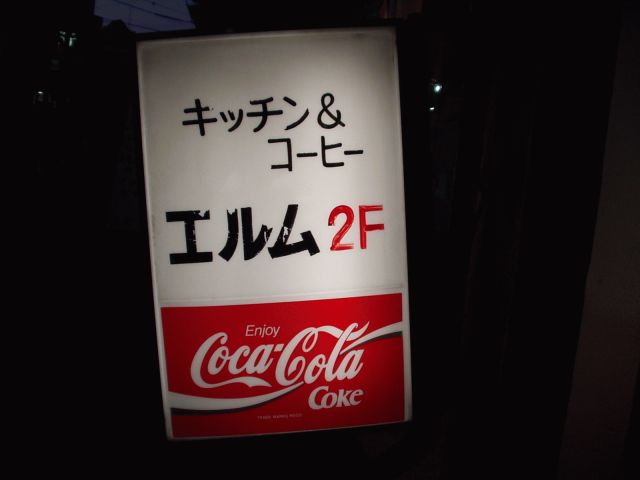 キッチン&
コーヒー
エルム 2F
Enjoy
Coca-Cola
Coke